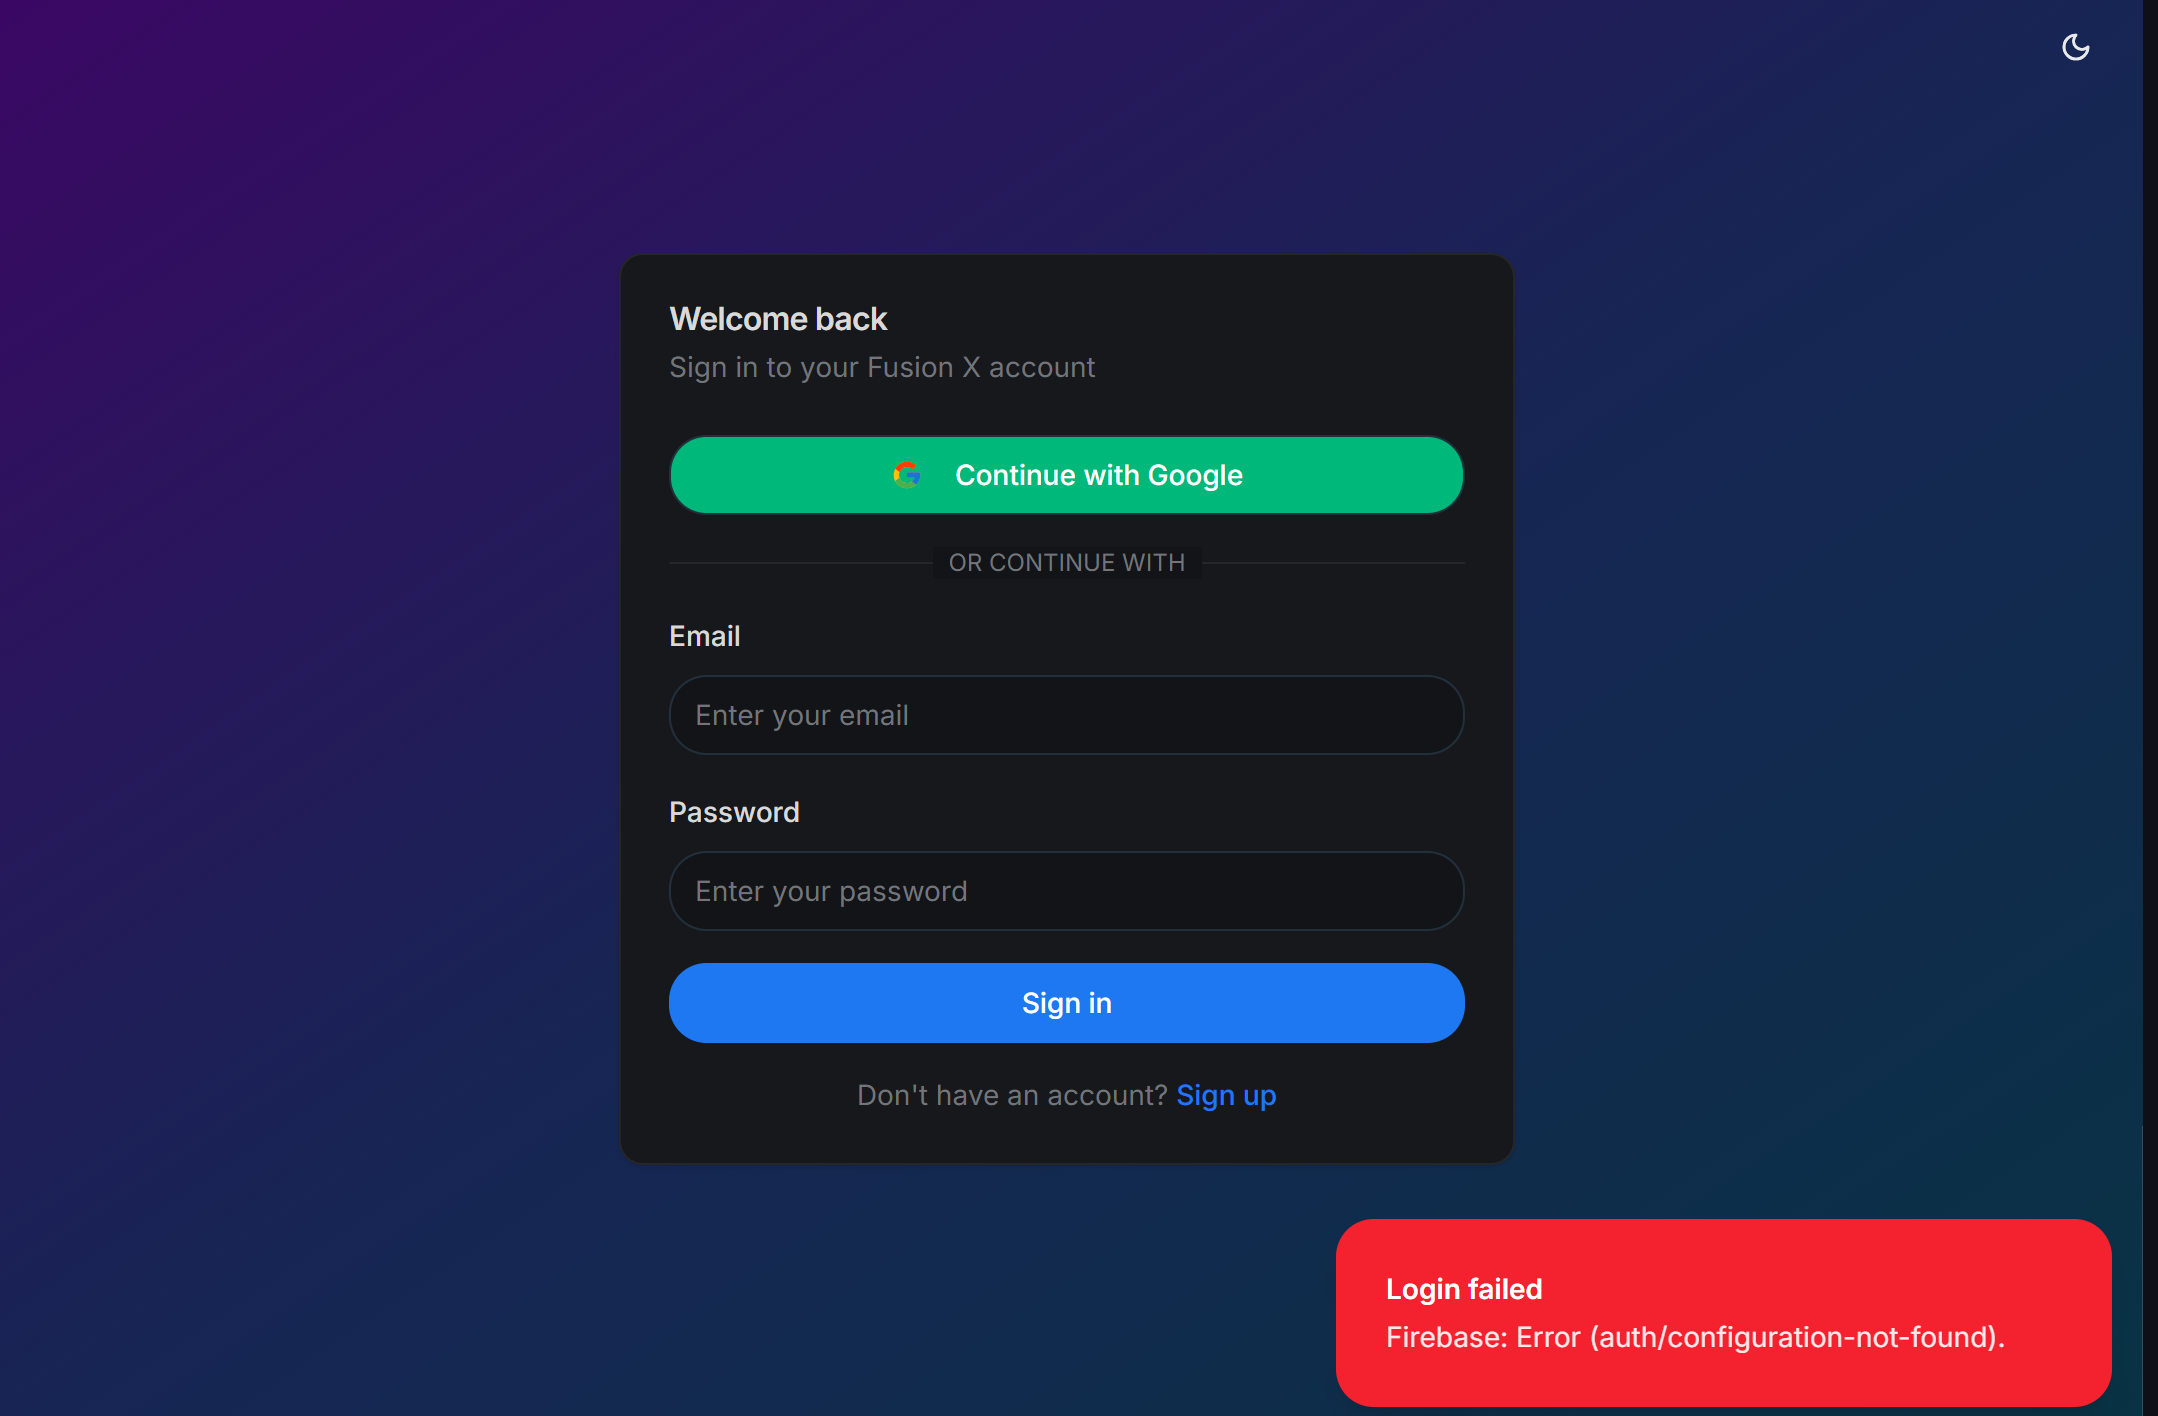 Welcome back
Sign in to your Fusion X account
Continue with Google
OR CONTINUE WITH
Email
Enter your email
Password
Enter your password
Sign in
Don't have an account? Sign up
Login failed
Firebase: Error (auth/configuration-not-found).